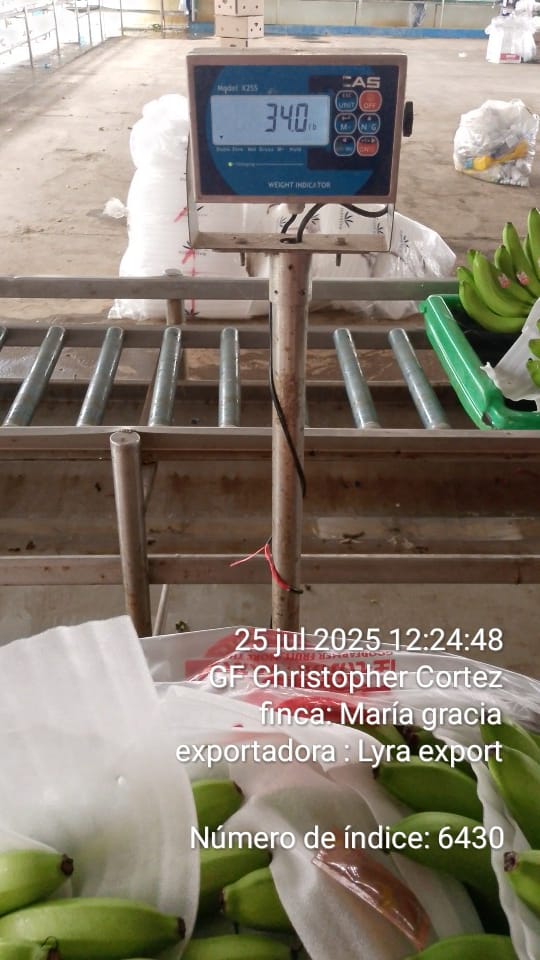 CAS
Model: X255
34.0 lb
UNIT
OFF
M+
N/G
WEIGHT INDICATOR
25 jul 2025 12:24:48
GF Christopher Cortez
finca: María gracia
exportadora : Lyra export
Número de índice: 6430